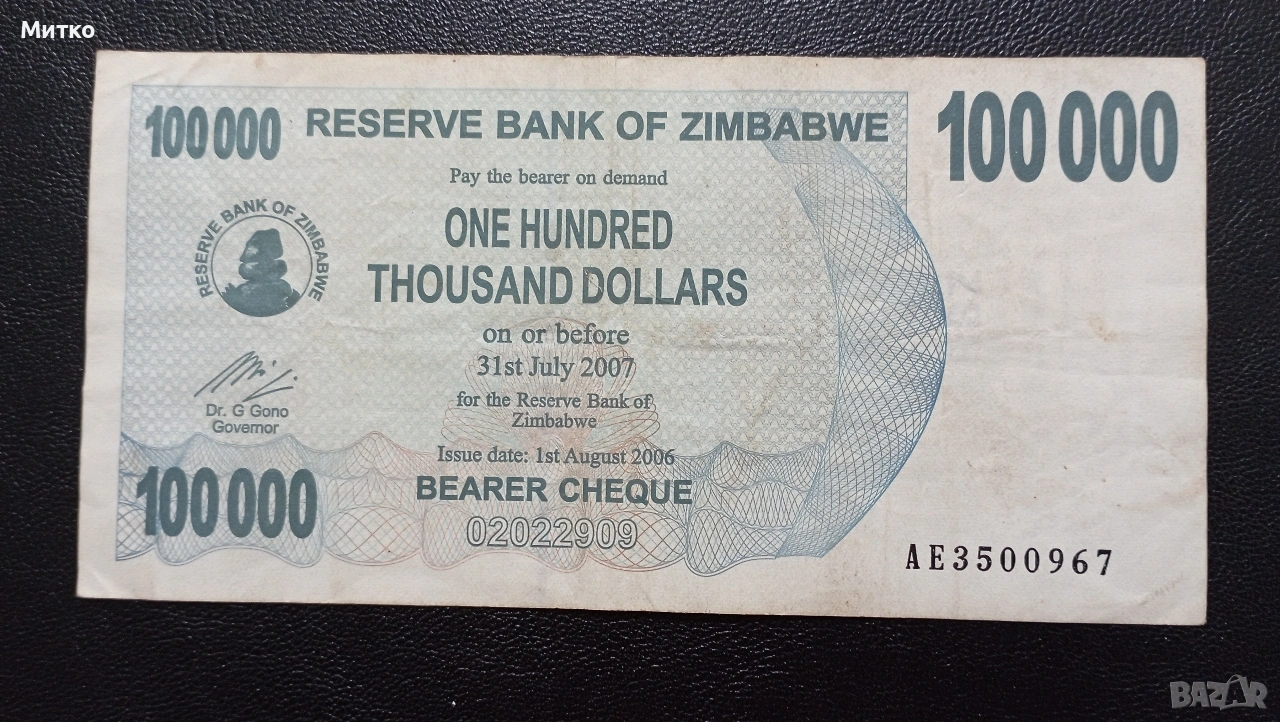 Митко
100 000
RESERVE BANK OF ZIMBABWE
100 000
Pay the bearer on demand
ONE HUNDRED
THOUSAND DOLLARS
RESERVE BANK OF ZIMBABWE
on or before
31st July 2007
for the Reserve Bank of
Zimbabwe
Dr. G Gono
Governor
Issue date: 1st August 2006
100 000
BEARER CHEQUE
02022909
AE3500967
BAZAR